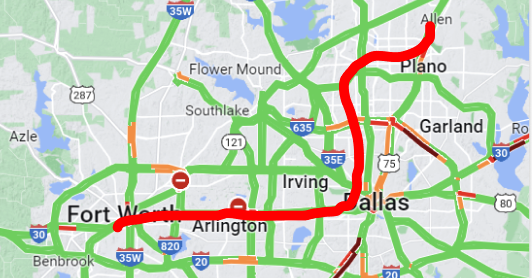 35W
Allen
Flower Mound
Plano
287
Southlake
635
Garland
Azle
121
35E
75
30
Irving
Dallas
80
Fort Worth
Arlington
30
820
Benbrook
35W
20
20